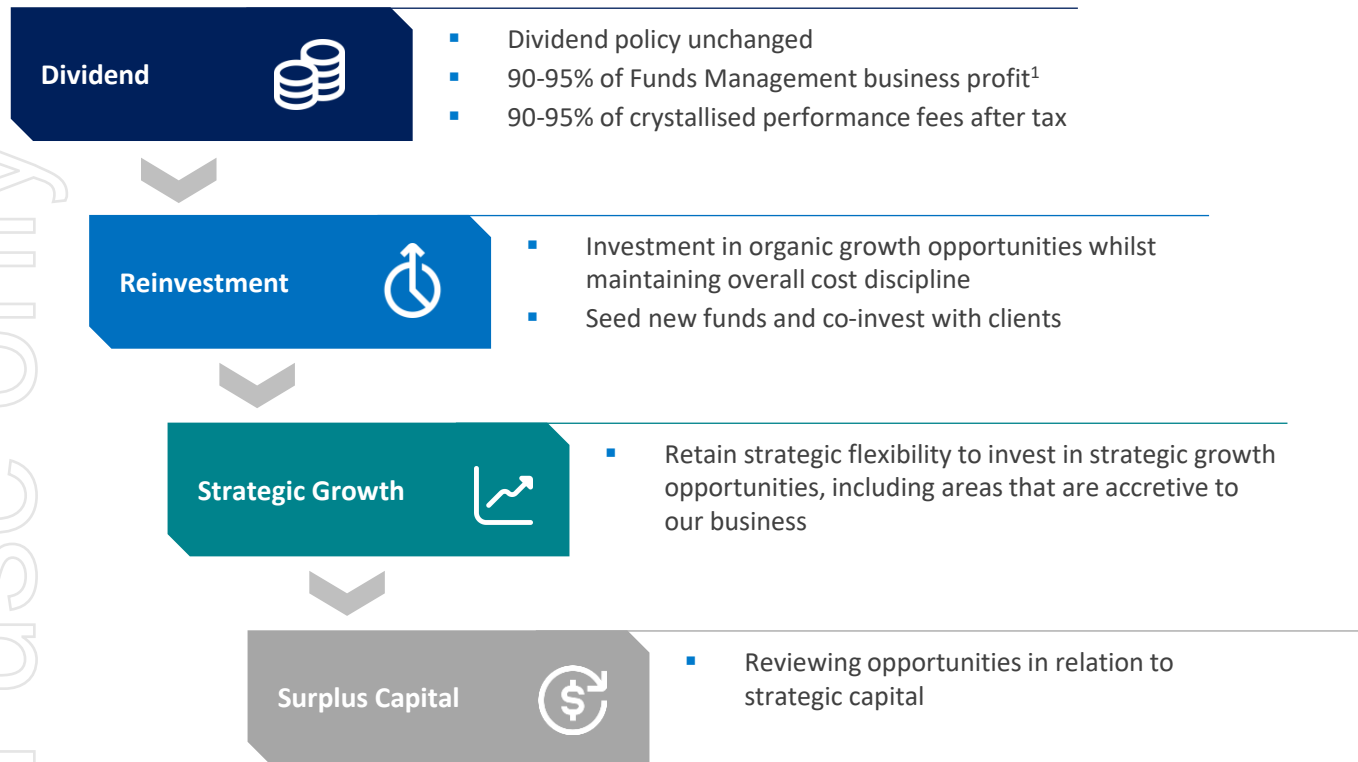 Dividend
▪ Dividend policy unchanged
▪ 90-95% of Funds Management business profit¹
▪ 90-95% of crystallised performance fees after tax
Reinvestment
▪ Investment in organic growth opportunities whilst
maintaining overall cost discipline
▪ Seed new funds and co-invest with clients
Strategic Growth
▪ Retain strategic flexibility to invest in strategic growth
opportunities, including areas that are accretive to
our business
Surplus Capital
▪ Reviewing opportunities in relation to
strategic capital
use only